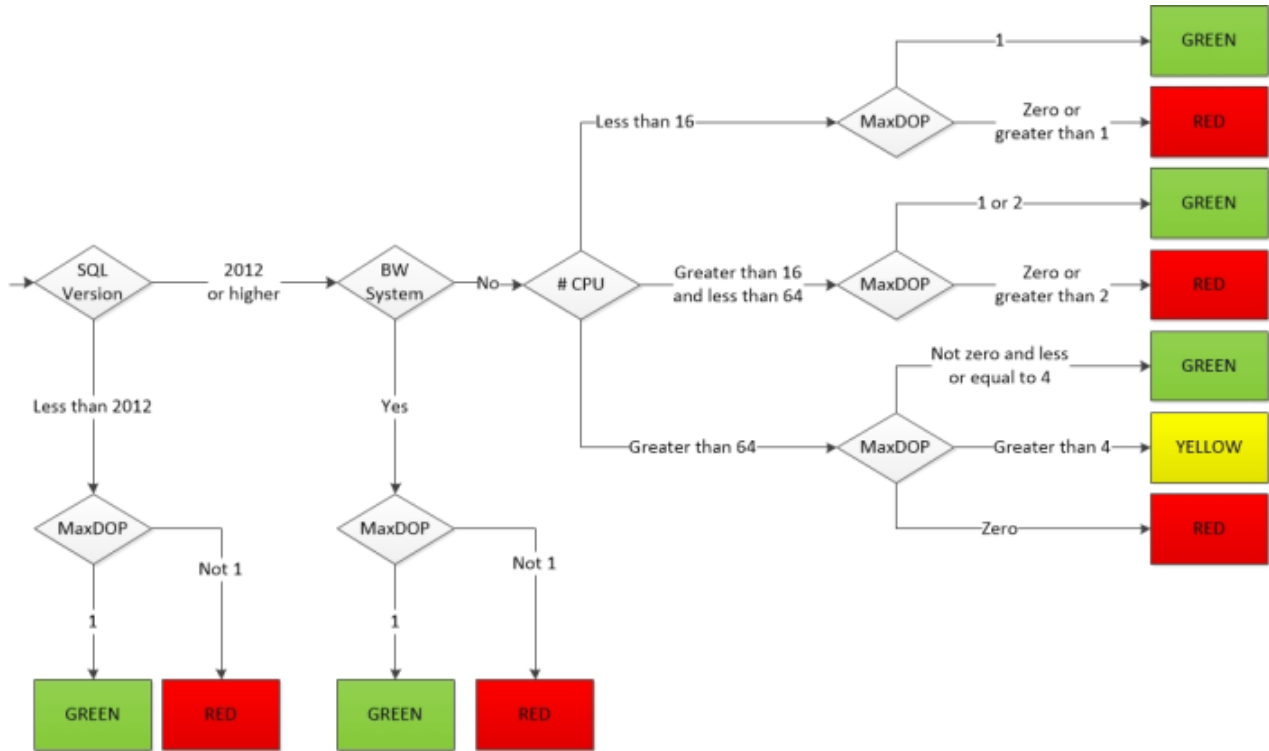 1
GREEN
Less than 16
MaxDOP
Zero or
greater than 1
RED
1 or 2
GREEN
SQL
Version
2012
or higher
BW
System
No
# CPU
Greater than 16
and less than 64
MaxDOP
Zero or
greater than 2
RED
Not zero and less
or equal to 4
GREEN
Less than 2012
Yes
Greater than 64
MaxDOP
Greater than 4
YELLOW
Zero
RED
MaxDOP
Not 1
1
MaxDOP
Not 1
1
GREEN
RED
GREEN
RED